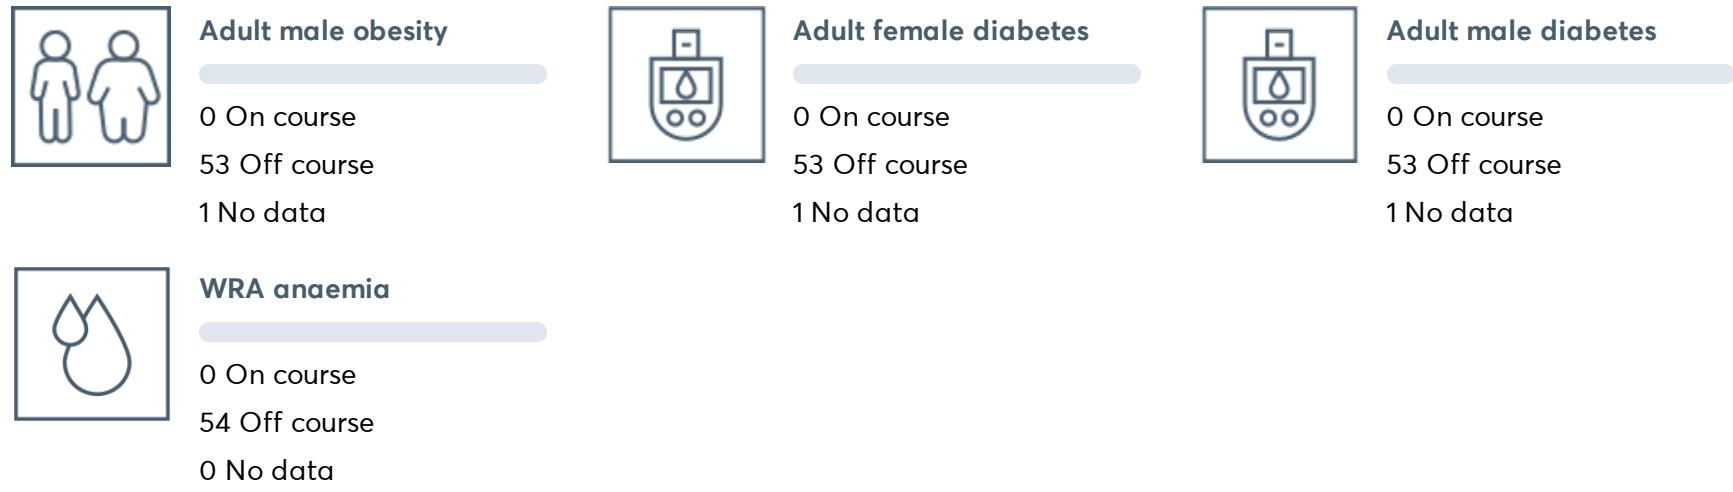 Adult male obesity
0 On course
53 Off course
1 No data
Adult female diabetes
0 On course
53 Off course
1 No data
Adult male diabetes
0 On course
53 Off course
1 No data
WRA anaemia
0 On course
54 Off course
0 No data